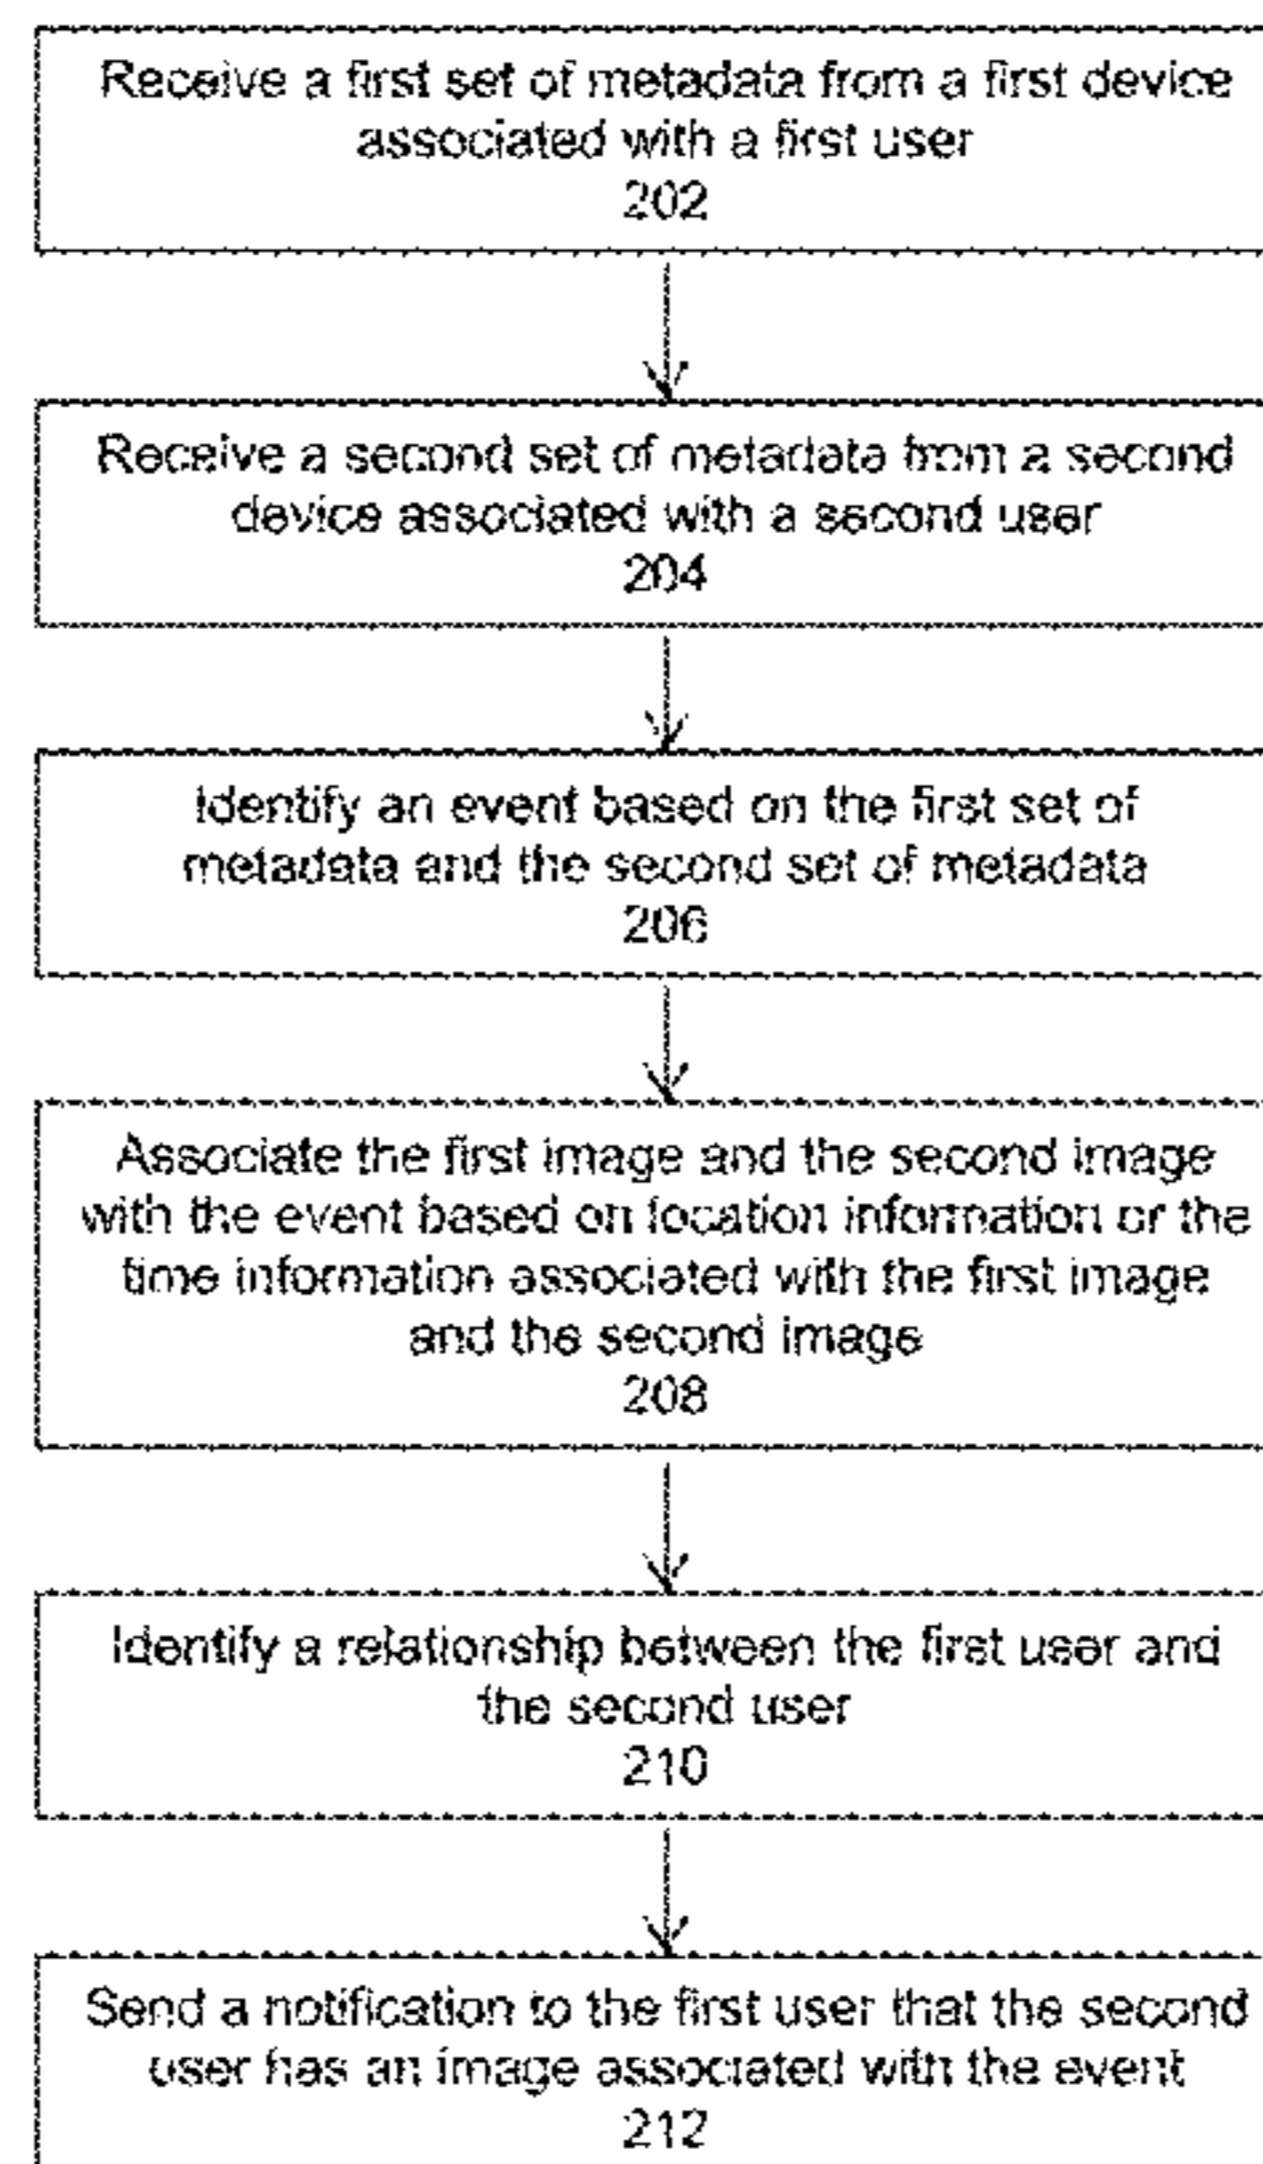 Receive a first set of metadata from a first device
associated with a first user
202
Receive a second set of metadata from a second
device associated with a second user
204
Identify an event based on the first set of
metadata and the second set of metadata
206
Associate the first image and the second image
with the event based on location information or the
time information associated with the first image
and the second image
208
Identify a relationship between the first user and
the second user
210
Send a notification to the first user that the second
user has an image associated with the event
212